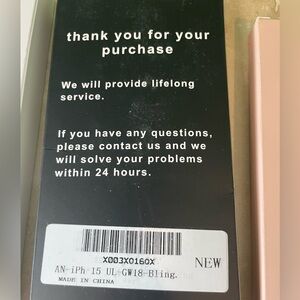 thank you for your
purchase
We will provide lifelong
service.
If you have any questions,
please contact us and we
will solve your problems
within 24 hours.
X003X0160X
AN-iPh-15 UL-GW18-Bling.
NEW
MADE IN CHINA